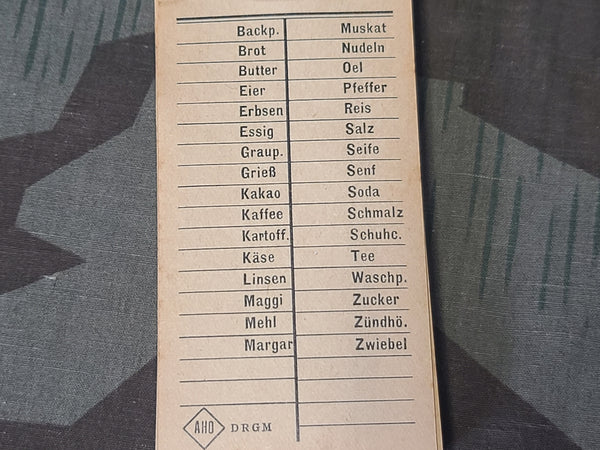 Backp.
Brot
Butter
Eier
Erbsen
Essig
Graup.
Grieß
Kakao
Kaffee
Kartoff.
Käse
Linsen
Maggi
Mehl
Margar
Muskat
Nudeln
Oel
Pfeffer
Reis
Salz
Seife
Senf
Soda
Schmalz
Schuhc.
Tee
Waschp.
Zucker
Zündhö.
Zwiebel
AHO DRGM